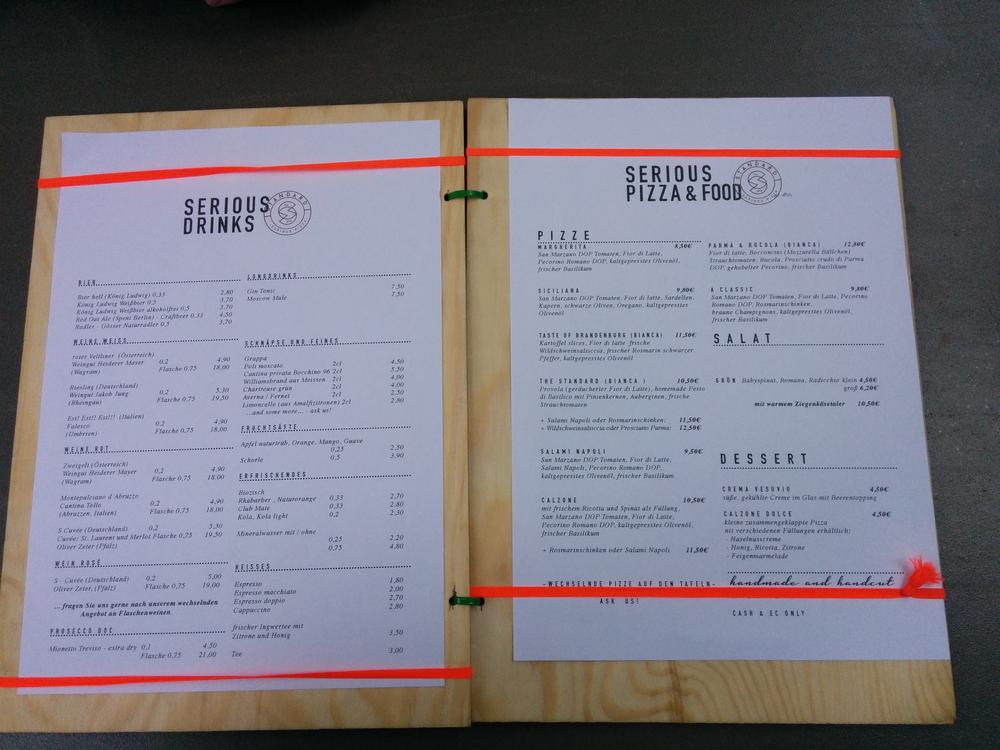 SERIOUS
DRINKS
STANDARD
BIER
Bier hell (König Ludwig) 0,33 2,80
König Ludwig Weißbier 0,5 3,70
König Ludwig Weißbier alkoholfrei 0,5 3,70
Red Gut Ale (Spent Berlin) - Craftbeer 0,33 4,50
Radler - Gösser Naturradler 0,5 3,70
WEINE WEISS
roter Veltliner (Österreich)
Weingut Heiderer Mayer 0,2 4,90
(Wagram) Flasche 0,75 18,00
Riesling (Deutschland)
Weingut Jakob Jung 0,2 5,30
(Rheingau) Flasche 0,75 19,50
Est! Est!! Est!!! (Italien)
Falesco 0,2 4,90
(Umbrien) Flasche 0,75 18,00
WEINE ROT
Zweigelt (Österreich)
Weingut Heiderer Mayer 0,2 4,90
(Wagram) Flasche 0,75 18,00
Montepulciano d'Abruzzo
Cantina Tollo 0,2 4,90
(Abruzzen, Italien) Flasche 0,75 18,00
S Cuvée (Deutschland) 0,2 5,30
Cuvée: St. Laurent und Merlot Flasche 0,75 19,50
Oliver Zeter (Pfalz)
WEIN ROSÉ
S - Cuvée (Deutschland) 0,2 5,00
Oliver Zeter, (Pfalz) Flasche 0,75 19,00
...fragen Sie uns gerne nach unserem wechselnden
Angebot an Flaschenweinen.
PROSECCO DOC
Mionetto Treviso - extra dry 0,1 4,50
Flasche 0,75 21,00
LONGDRINKS
Gin Tonic 7,50
Moscow Mule 7,50
SCHNÄPSE UND FEINES
Grappa
Poli moscato 2cl 4,50
Cantina privata Bocchino 96 2cl 5,50
Williamsbrand aus Meissen 2cl 4,00
Chartreuse grün 2cl 4,00
Averna / Fernet 2cl 2,50
Limoncello (aus Amalfizitronen) 2cl 2,80
...and some more... - ask us!
FRUCHTSÄFTE
Apfel naturtrüb, Orange, Mango, Guave
0,25 2,50
Schorle 0,5 3,90
ERFRISCHENDES
Biozisch
Rhabarber , Naturorange 0,33 2,70
Club Mate 0,33 2,80
Kola, Kola light 0,2 2,30
Mineralwasser mit / ohne
0,25 2,20
0,75 4,80
HEISSES
Espresso 1,80
Espresso macchiato 2,00
Espresso doppio 2,70
Cappuccino 2,80
frischer Ingwertee mit
Zitrone und Honig 3,50
Tee 3,00
SERIOUS
PIZZA & FOOD
STANDARD
PIZZE
MARGHERITA 8,50€
San Marzano DOP Tomaten, Fior di Latte,
Pecorino Romano DOP, kaltgepresstes Olivenöl,
frischer Basilikum
SICILIANA 9,80€
San Marzano DOP Tomaten, Fior di latte, Sardellen,
Kapern, schwarze Oliven, Oregano, kaltgepresstes
Olivenöl
TASTE OF BRANDENBURG (BIANCA) 11,50€
Kartoffel slices, Fior di latte frische
Wildschweinsalsiccia, frischer Rosmarin schwarzer
Pfeffer, kaltgepresstes Olivenöl
THE STANDARD (BIANCA ) 10,50€
Provola (geräucherter Fior di Latte), homemade Pesto
di Basilico mit Pinienkernen, Auberginen, frische
Strauchtomaten
+ Salami Napoli oder Rosmarinschinken: 11,50€
+ Wildschweinsalsiccia oder Prosciutto Parma: 12,50€
SALAMI NAPOLI 9,50€
San Marzano DOP Tomaten, Fior di Latte,
Salami Napoli, Pecorino Romano DOP,
kaltgepresstes Olivenöl, frischer Basilikum
CALZONE 10,50€
mit frischem Ricotta und Spinat als Füllung,
San Marzano DOP Tomaten, Fior di Latte,
Pecorino Romano DOP, kaltgepresstes Olivenöl,
frischer Basilikum
+ Rosmarinschinken oder Salami Napoli 11,50€
-WECHSELNDE PIZZE AUF DEN TAFELN-
ASK US!
PARMA & RUCOLA (BIANCA) 12,80€
Fior di latte, Bocconcini (Mozzarella Bällchen)
Strauchtomaten, Rucola, Prosciutto crudo di Parma
DOP, gehobelter Pecorino, frischer Basilikum
A CLASSIC 9,80€
San Marzano DOP Tomaten, Fior di Latte, Pecorino
Romano DOP, Rosmarinschinken,
braune Champignons, kaltgepresstes Olivenöl,
frischer Basilikum
SALAT
GRÜN Babyspinat, Romana, Radicchio klein 4,50€
groß 6,20€
mit warmem Ziegenkäsetaler 10,50€
DESSERT
CREMA VESUVIO 4,50€
süße, gekühlte Creme im Glas mit Beerentopping
CALZONE DOLCE 4,50€
kleine zusammengeklappte Pizza
mit verschiedenen Füllungen erhältlich:
- Haselnusscreme
- Honig, Ricotta, Zitrone
- Feigenmarmelade
handmade and handcut
CASH & EC ONLY